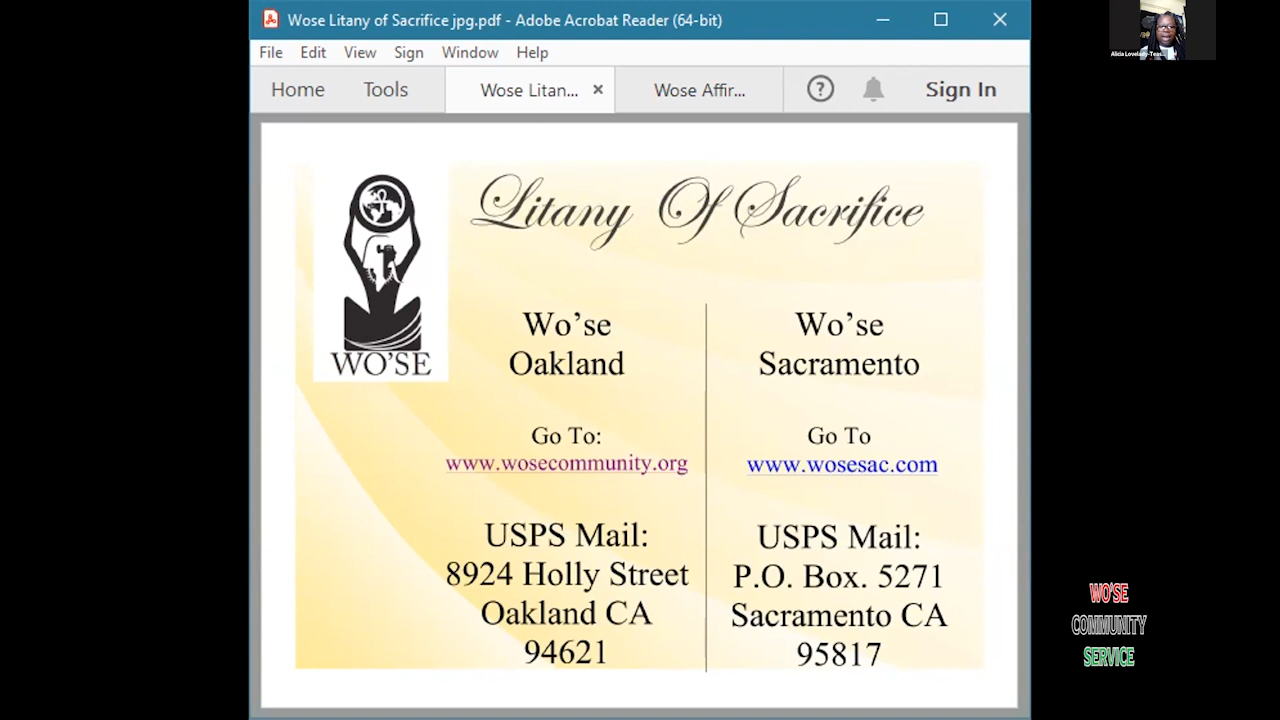 Wose Litany of Sacrifice jpg.pdf - Adobe Acrobat Reader (64-bit)
File Edit View Sign Window Help
Home Tools Wose Litan... Wose Affir... Sign In
Litany Of Sacrifice
WO'SE
Wo’se
Oakland
Go To:
www.wosecommunity.org
USPS Mail:
8924 Holly Street
Oakland CA
94621
Wo’se
Sacramento
Go To
www.wosesac.com
USPS Mail:
P.O. Box. 5271
Sacramento CA
95817
Alicia Lovelady-Teas...
WO'SE
COMMUNITY
SERVICE